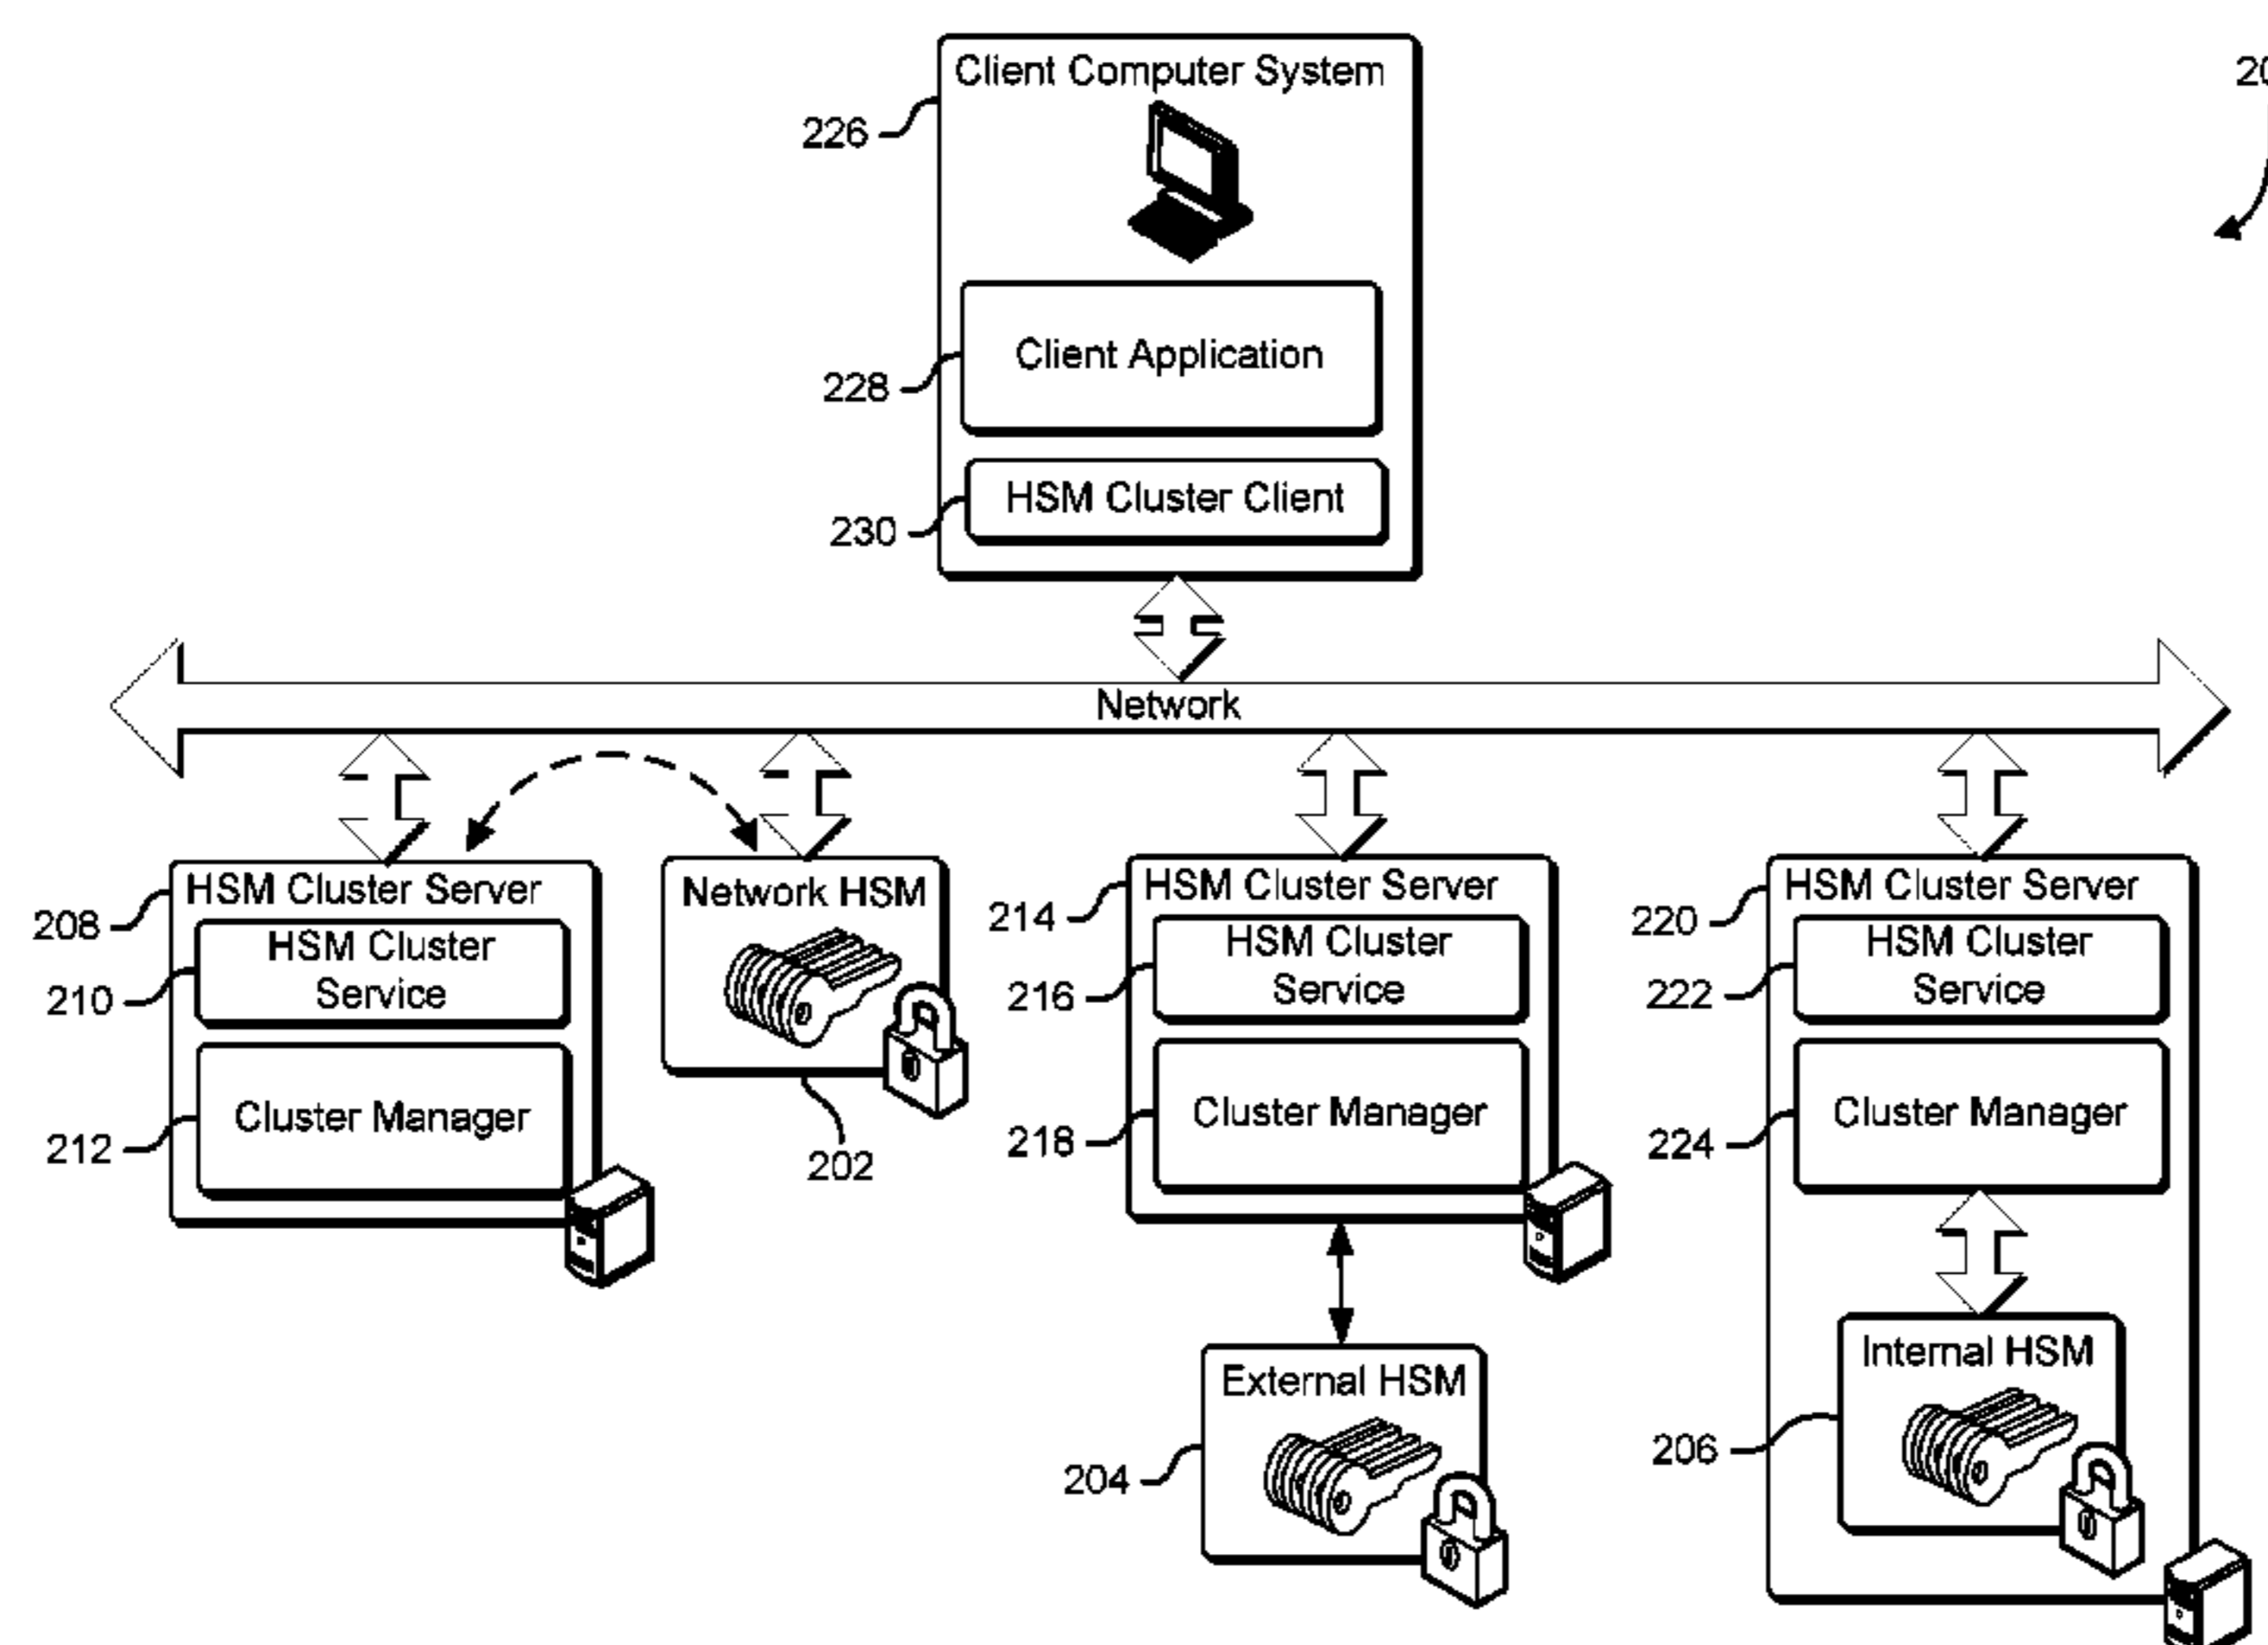 Client Computer System
226
Client Application
228
HSM Cluster Client
230
Network
HSM Cluster Server
208
HSM Cluster
Service
210
Cluster Manager
212
Network HSM
202
HSM Cluster Server
214
HSM Cluster
Service
216
Cluster Manager
218
External HSM
204
HSM Cluster Server
220
HSM Cluster
Service
222
Cluster Manager
224
Internal HSM
206